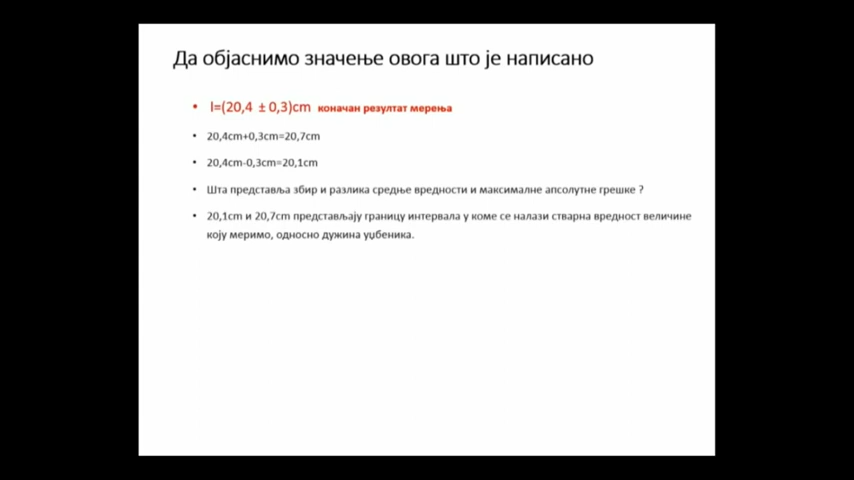 Да објаснимо значење овога што је написано
• l=(20,4 ± 0,3)cm коначан резултат мерења
• 20,4cm+0,3cm=20,7cm
• 20,4cm-0,3cm=20,1cm
• Шта представља збир и разлика средње вредности и максималне апсолутне грешке ?
• 20,1cm и 20,7cm представљају границу интервала у коме се налази стварна вредност величине
коју меримо, односно дужина уџбеника.